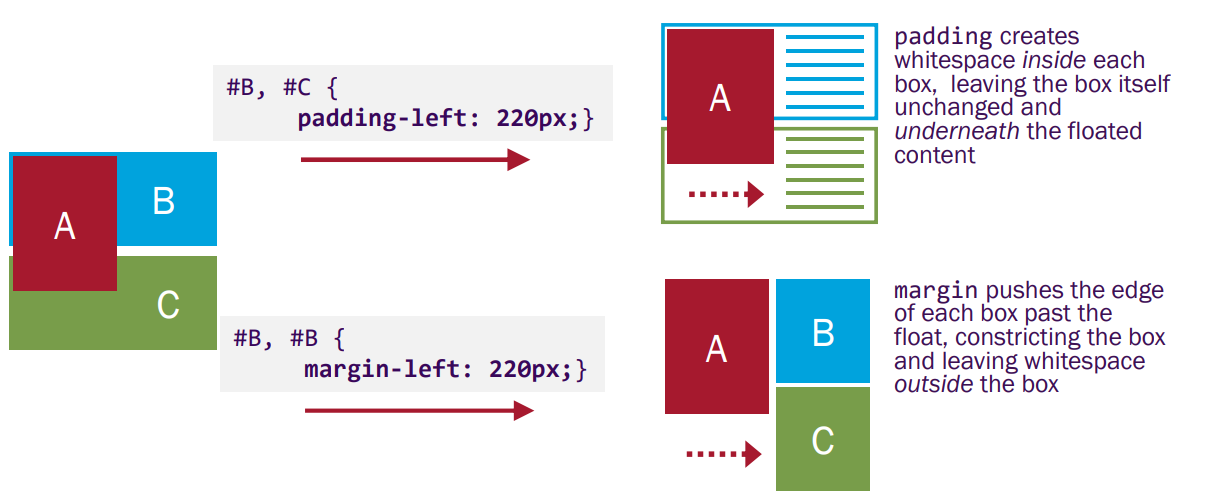 #B, #C {
padding-left: 220px;}
A
B
C
#B, #B {
margin-left: 220px;}
A
padding creates
whitespace inside each
box, leaving the box itself
unchanged and
underneath the floated
content
A
B
C
margin pushes the edge
of each box past the
float, constricting the box
and leaving whitespace
outside the box